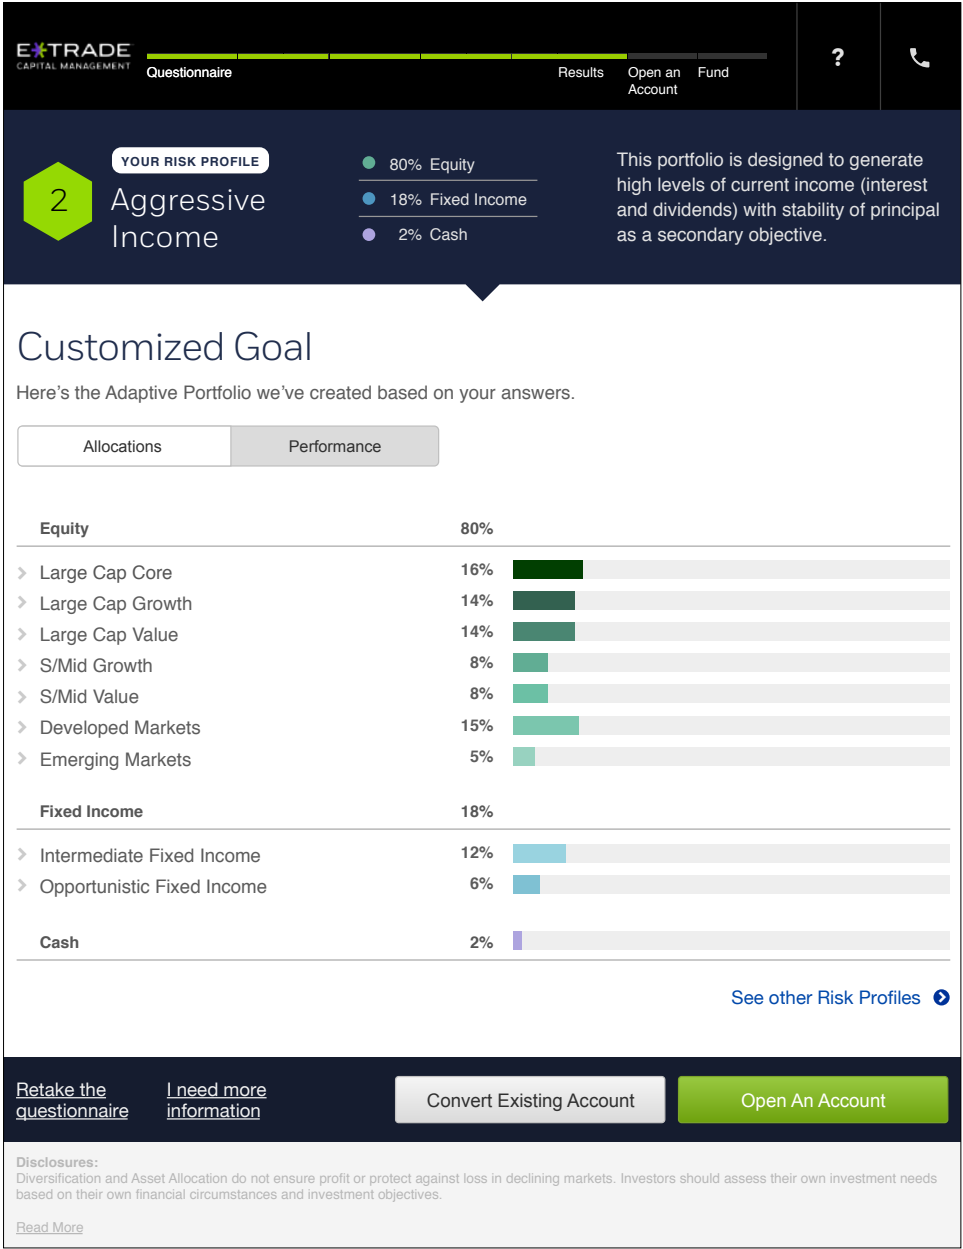 E*TRADE
CAPITAL MANAGEMENT
Questionnaire
Results
Open an
Account
Fund
?
2
YOUR RISK PROFILE
Aggressive
Income
80% Equity
18% Fixed Income
2% Cash
This portfolio is designed to generate
high levels of current income (interest
and dividends) with stability of principal
as a secondary objective.
Customized Goal
Here’s the Adaptive Portfolio we’ve created based on your answers.
Allocations
Performance
Equity 80%
Large Cap Core 16%
Large Cap Growth 14%
Large Cap Value 14%
S/Mid Growth 8%
S/Mid Value 8%
Developed Markets 15%
Emerging Markets 5%
Fixed Income 18%
Intermediate Fixed Income 12%
Opportunistic Fixed Income 6%
Cash 2%
See other Risk Profiles
Retake the
questionnaire
I need more
information
Convert Existing Account
Open An Account
Disclosures:
Diversification and Asset Allocation do not ensure profit or protect against loss in declining markets. Investors should assess their own investment needs
based on their own financial circumstances and investment objectives.
Read More